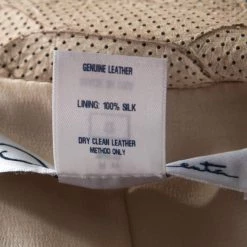 GENUINE LEATHER
LINING: 100% SILK
DRY CLEAN LEATHER
METHOD ONLY